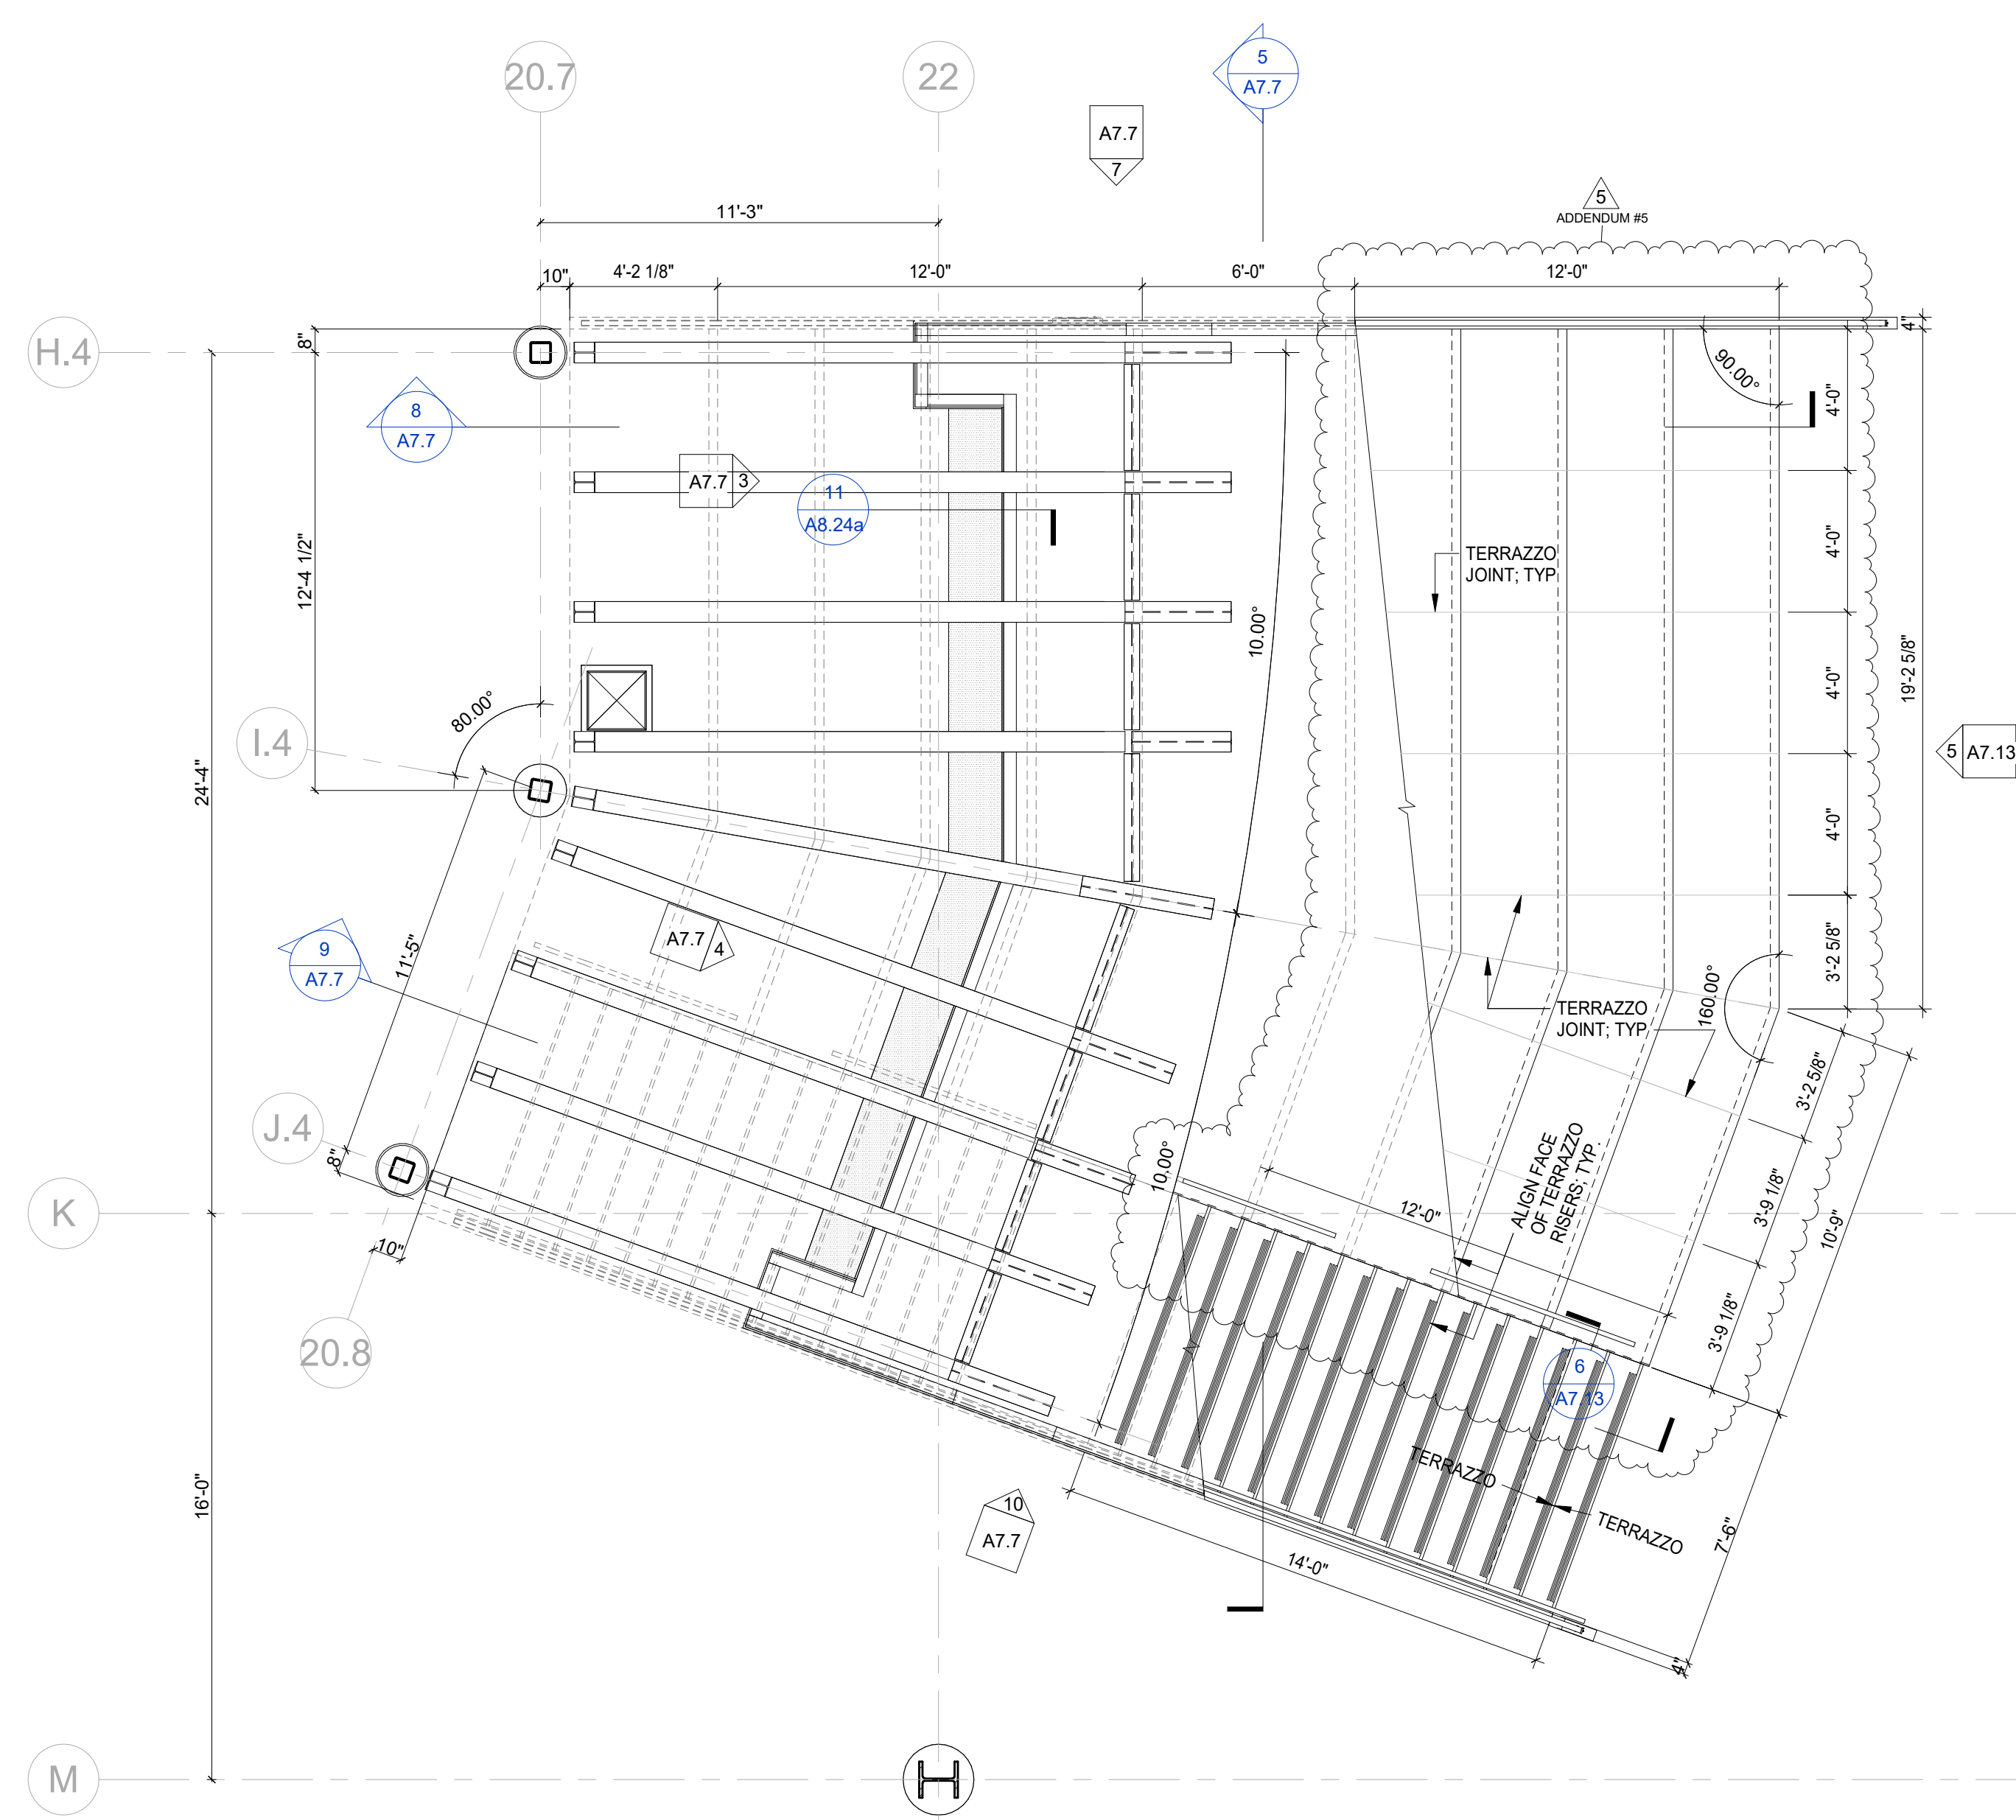 20.7
22
5
A7.7
A7.7
7
5
ADDENDUM #5
11'-3"
10"
4'-2 1/8"
12'-0"
6'-0"
12'-0"
H.4
8"
4"
90.00°
4'-0"
8
A7.7
A7.7
3
11
A8.24a
12'-4 1/2"
TERRAZZO
JOINT; TYP
4'-0"
10.00°
19'-2 5/8"
4'-0"
80.00°
I.4
5
A7.13
24'-4"
4'-0"
A7.7
4
9
A7.7
11'-5"
3'-2 5/8"
TERRAZZO
JOINT; TYP
160.00°
3'-2 5/8"
J.4
8"
10.00°
ALIGN FACE
OF TERRAZZO
RISERS; TYP .
12'-0"
3'-9 1/8"
10'-9"
K
10"
20.8
3'-9 1/8"
6
A7.13
TERRAZZO
TERRAZZO
7'-6"
16'-0"
10
A7.7
14'-0"
4"
M